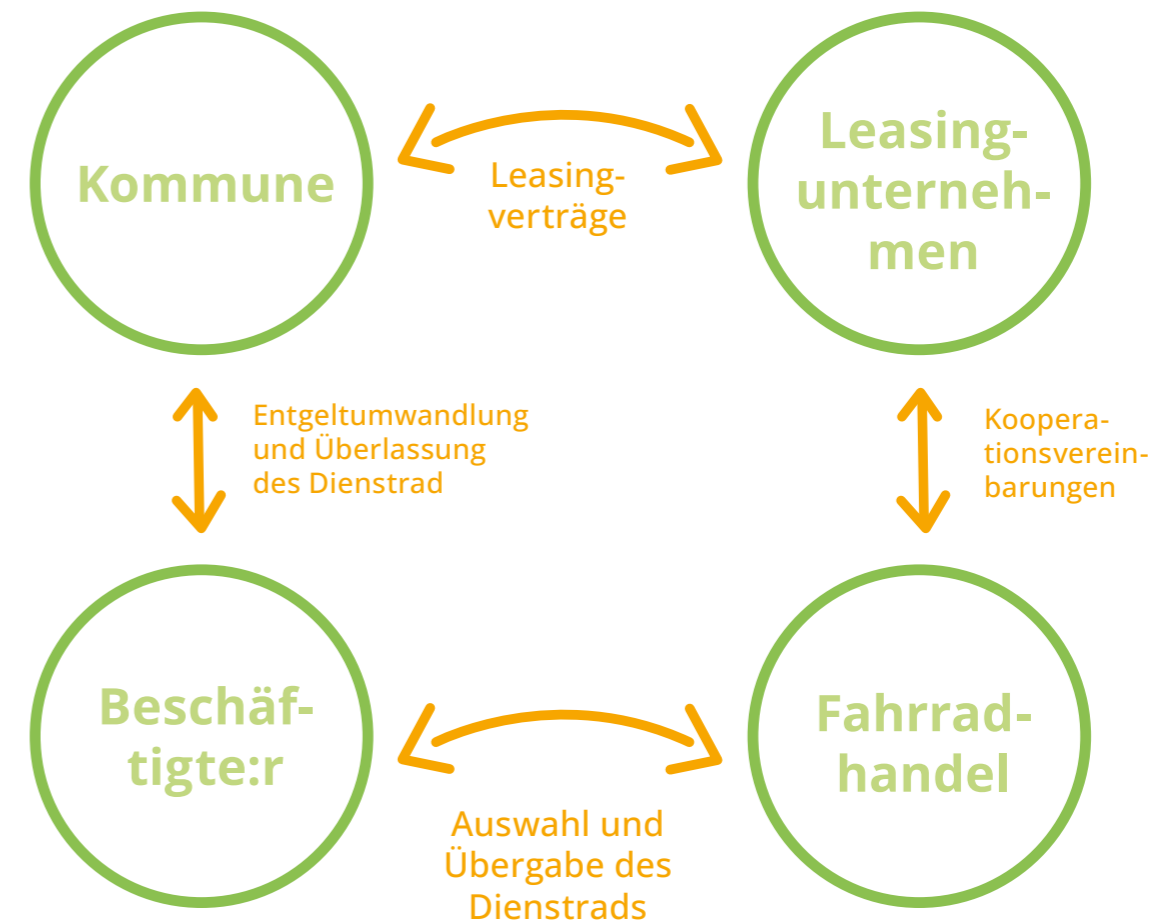 Kommune
Leasing-
verträge
Leasing-
unterneh-
men
Entgeltumwandlung
und Überlassung
des Dienstrad
Koopera-
tionsverein-
barungen
Beschäf-
tigte:r
Auswahl und
Übergabe des
Dienstrads
Fahrrad-
handel